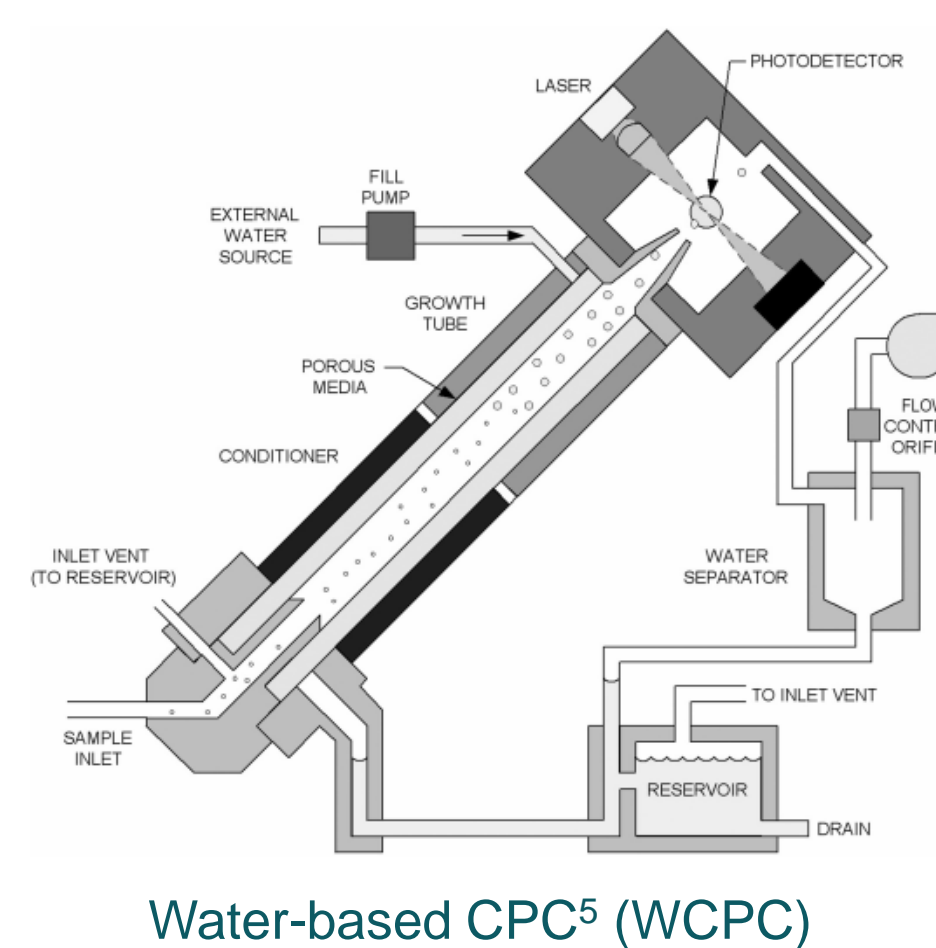 PHOTODETECTOR
LASER
FILL
PUMP
EXTERNAL
WATER
SOURCE
GROWTH
TUBE
POROUS
MEDIA
CONDITIONER
INLET VENT
(TO RESERVOIR)
SAMPLE
INLET
WATER
SEPARATOR
TO INLET VENT
RESERVOIR
DRAIN
Water-based CPC⁵ (WCPC)